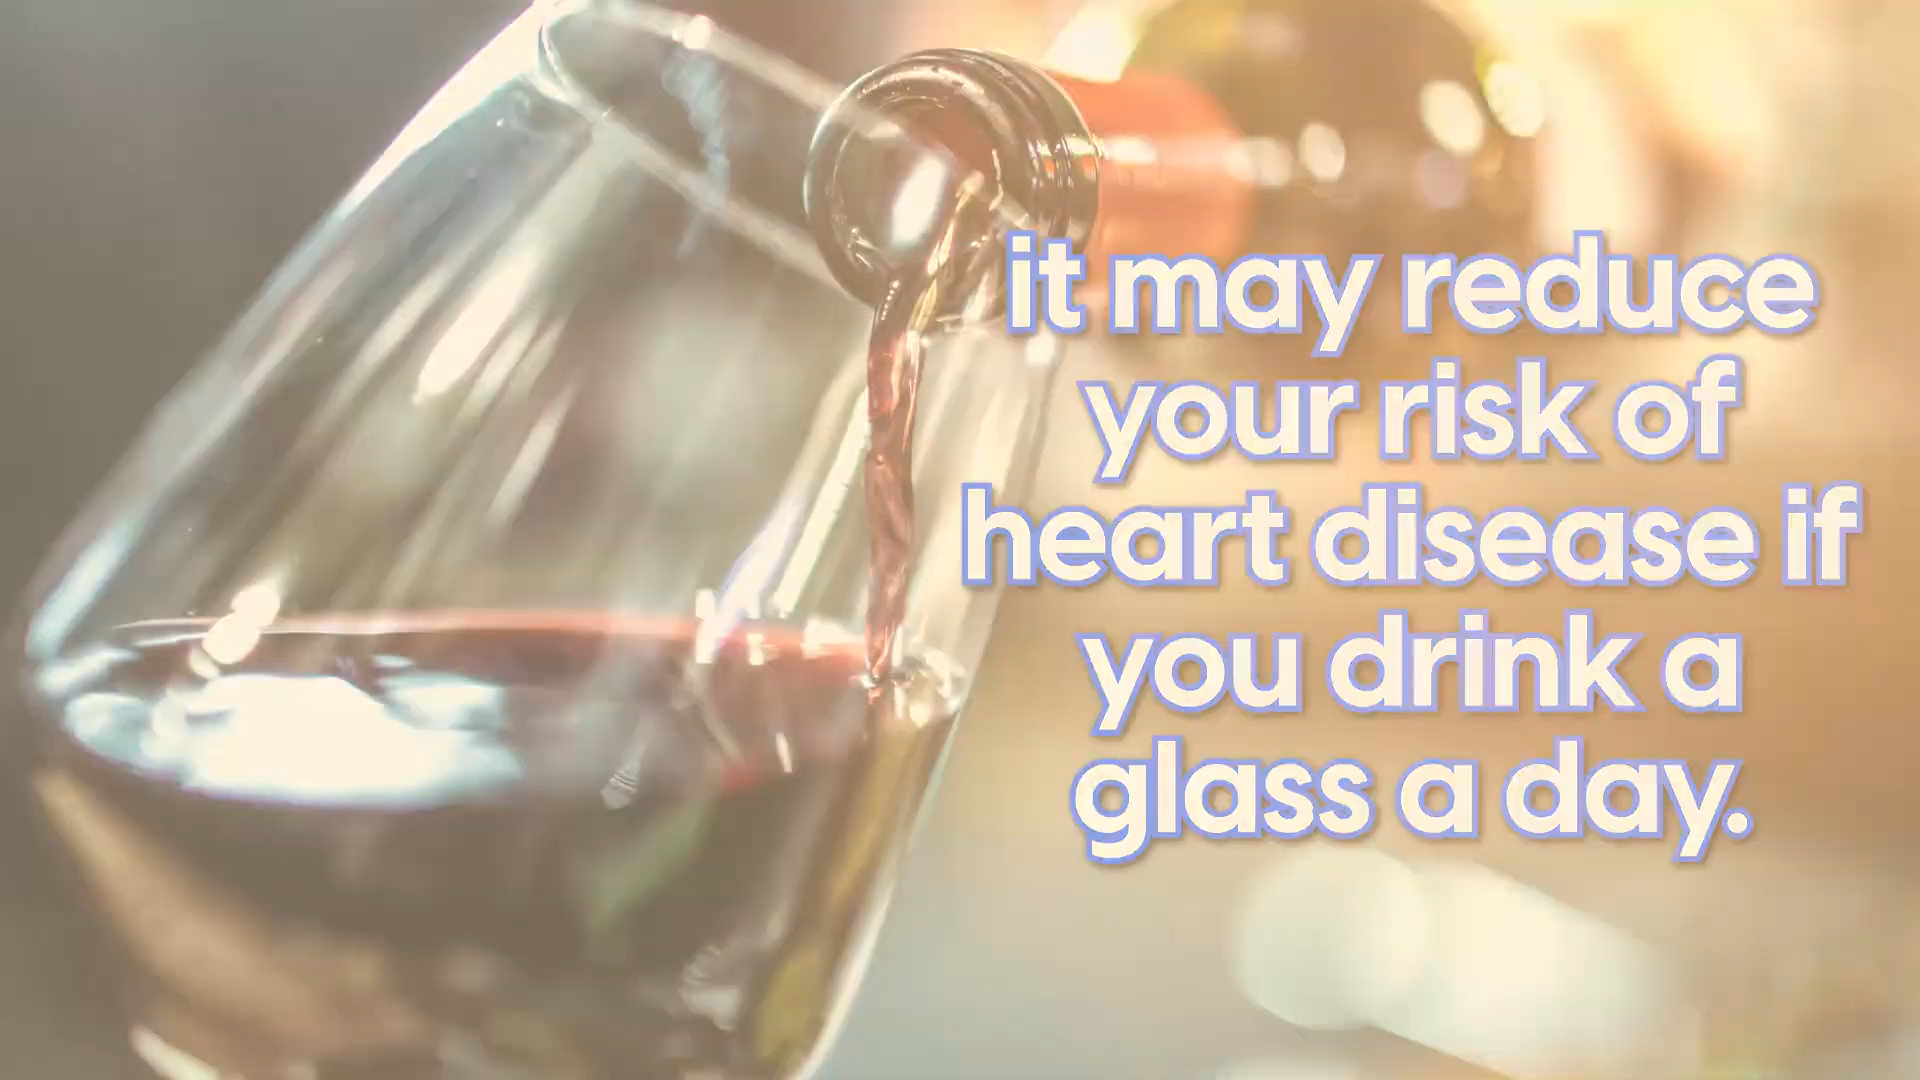 it may reduce
your risk of
heart disease if
you drink a
glass a day.